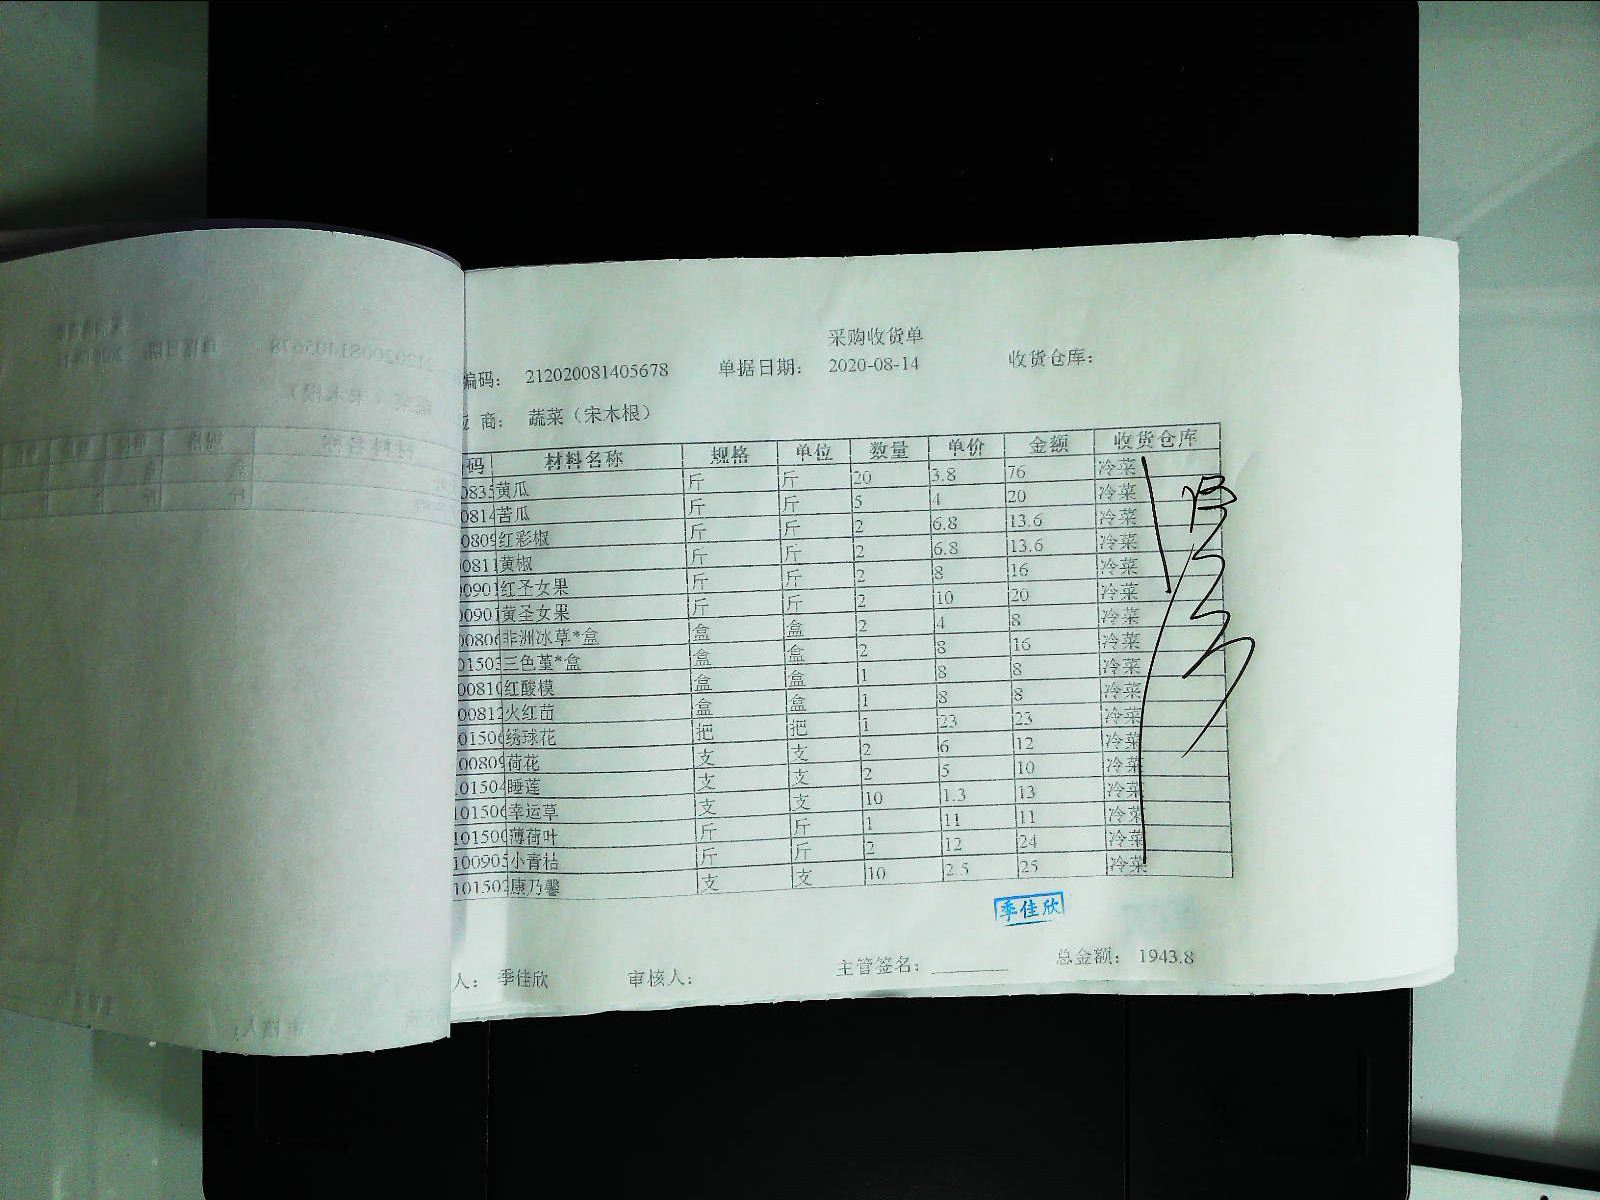 采购收货单
编码： 212020081405678 单据日期： 2020-08-14 收货仓库：
应 商： 蔬菜（宋木根）
码 材料名称 规格 单位 数量 单价 金额 收货仓库
0835 黄瓜 斤 斤 20 3.8 76 冷菜
0814 苦瓜 斤 斤 5 4 20 冷菜
0809 红彩椒 斤 斤 2 6.8 13.6 冷菜
0811 黄椒 斤 斤 2 6.8 13.6 冷菜
0901 红圣女果 斤 斤 2 8 16 冷菜
0901 黄圣女果 斤 斤 2 10 20 冷菜
00806 非洲冰草*盒 盒 盒 2 4 8 冷菜
01503 三色堇*盒 盒 盒 2 8 16 冷菜
00810 红酸模 盒 盒 1 8 8 冷菜
00812 火红苗 盒 盒 1 8 8 冷菜
01506 绣球花 把 把 1 23 23 冷菜
00809 荷花 支 支 2 6 12 冷菜
01504 睡莲 支 支 2 5 10 冷菜
101506 幸运草 支 支 10 1.3 13 冷菜
101500 薄荷叶 斤 斤 1 11 11 冷菜
100905 小青桔 斤 斤 2 12 24 冷菜
101502 康乃馨 支 支 10 2.5 25 冷菜
季佳欣
人： 季佳欣 审核人： 主管签名： 总金额： 1943.8